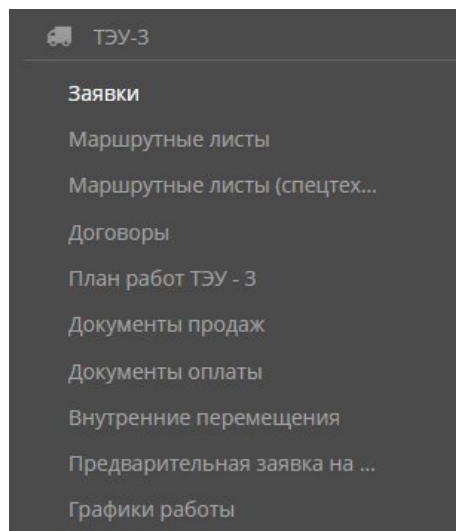 ТЭУ-3
Заявки
Маршрутные листы
Маршрутные листы (спецтех...
Договоры
План работ ТЭУ - 3
Документы продаж
Документы оплаты
Внутренние перемещения
Предварительная заявка на ...
Графики работы